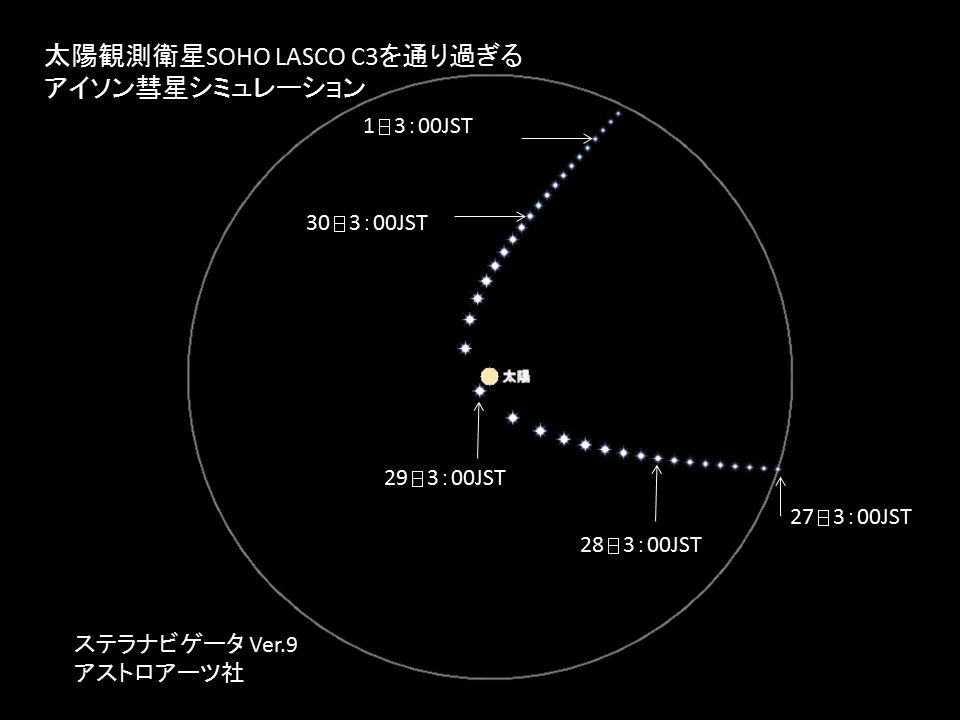 太陽観測衛星SOHO LASCO C3を通り過ぎる
アイソン彗星シミュレーション
1日3：00JST
30日3：00JST
太陽
29日3：00JST
27日3：00JST
28日3：00JST
ステラナビゲータ Ver.9
アストロアーツ社